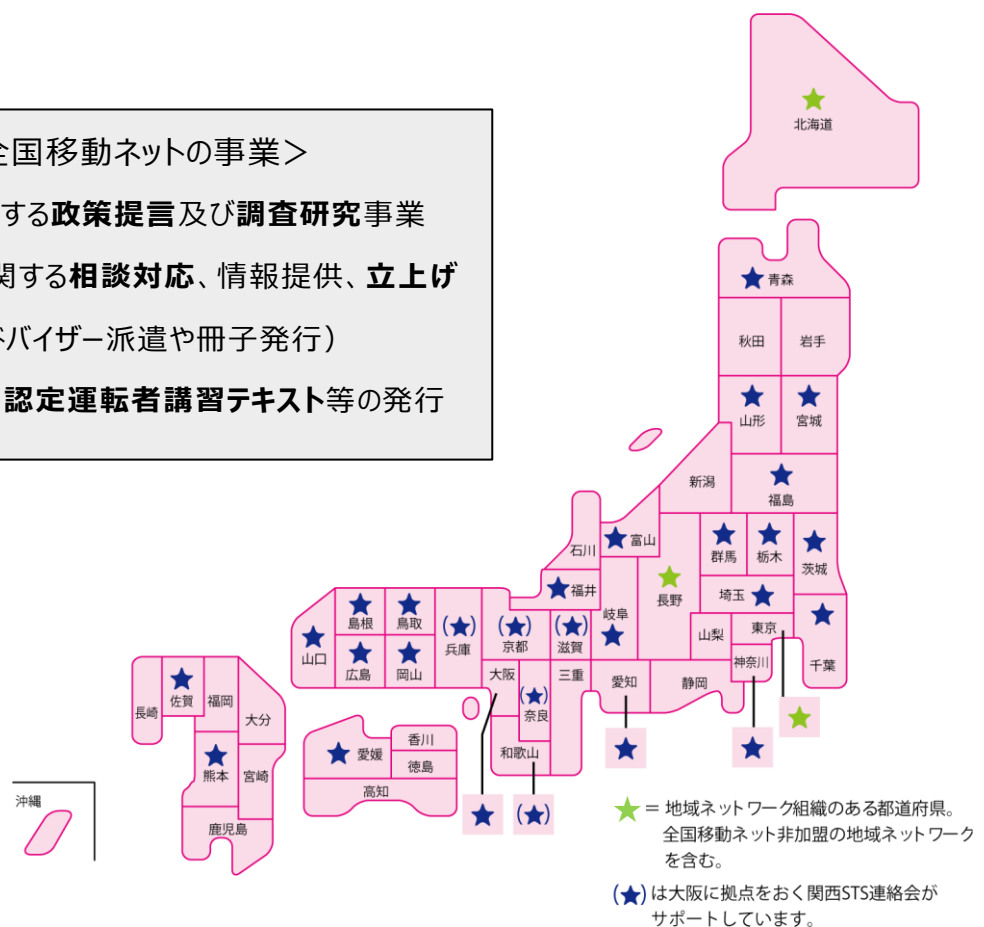 全国移動ネットの事業＞
する政策提言及び調査研究事業
関する相談対応、情報提供、立上げ
バイザー派遣や冊子発行）
認定運転者講習テキスト等の発行
北海道
青森
秋田
岩手
山形
宮城
新潟
福島
石川
富山
群馬
栃木
茨城
福井
岐阜
長野
埼玉
山梨
東京
千葉
神奈川
静岡
愛知
三重
滋賀
京都
兵庫
大阪
奈良
和歌山
鳥取
島根
岡山
広島
山口
香川
徳島
愛媛
高知
福岡
佐賀
長崎
大分
熊本
宮崎
鹿児島
沖縄
★＝地域ネットワーク組織のある都道府県。
全国移動ネット非加盟の地域ネットワーク
を含む。
(★)は大阪に拠点をおく関西STS連絡会が
サポートしています。